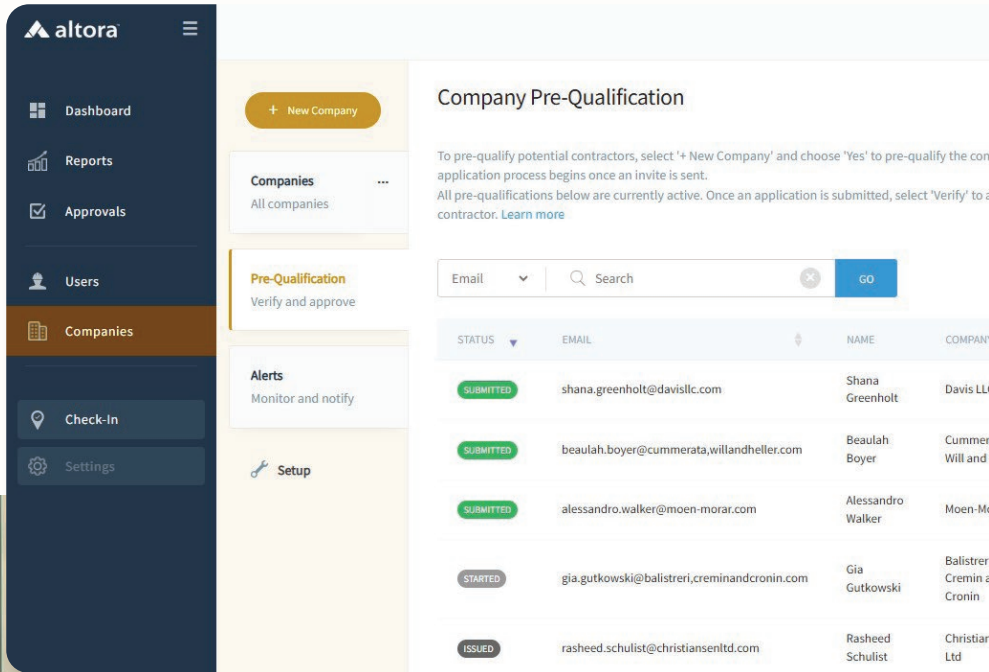 altora
Dashboard
Reports
Approvals
Users
Companies
Check-In
Settings
+ New Company
Companies ...
All companies
Pre-Qualification
Verify and approve
Alerts
Monitor and notify
Setup
Company Pre-Qualification
To pre-qualify potential contractors, select '+ New Company' and choose 'Yes' to pre-qualify the con
application process begins once an invite is sent.
All pre-qualifications below are currently active. Once an application is submitted, select 'Verify' to a
contractor. Learn more
Email Search GO
STATUS EMAIL NAME COMPANY
SUBMITTED shana.greenholt@davisllc.com Shana Greenholt Davis LLC
SUBMITTED beaulah.boyer@cummerata,willandheller.com Beaulah Boyer Cummer Will and
SUBMITTED alessandro.walker@moen-morar.com Alessandro Walker Moen-Mo
STARTED gia.gutkowski@balistreri,creminandcronin.com Gia Gutkowski Balistrer Cremin a Cronin
ISSUED rasheed.schulist@christiansenltd.com Rasheed Schulist Christian Ltd